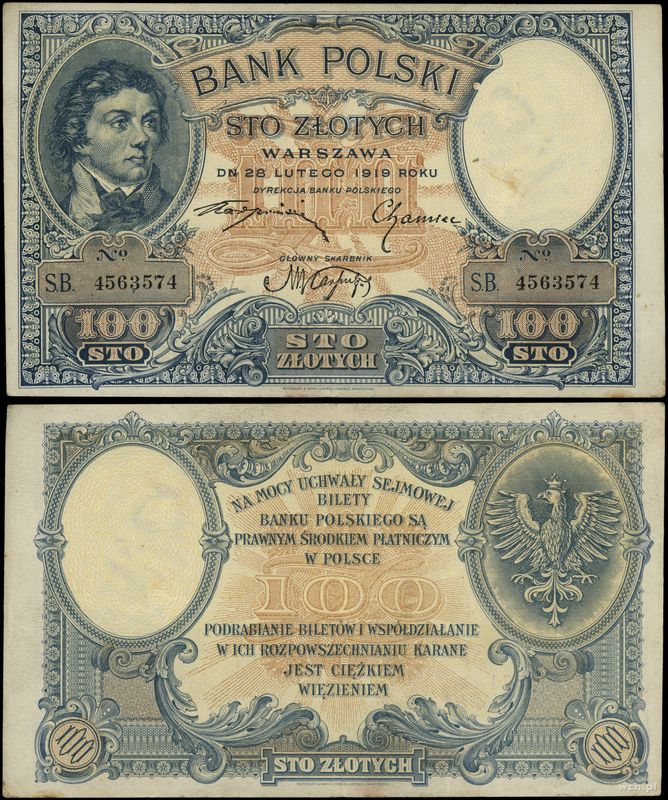 BANK POLSKI
STO ZŁOTYCH
WARSZAWA
DN 28 LUTEGO 1919 ROKU
DYREKCJA BANKU POLSKIEGO
GŁÓWNY SKARBNIK
Nº
S.B. 4563574
Nº
S.B. 4563574
100
STO
STO
ZŁOTYCH
100
STO
NA MOCY UCHWAŁY SEJMOWEJ
BILETY
BANKU POLSKIEGO SĄ
PRAWNYM ŚRODKIEM PŁATNICZYM
W POLSCE
100
PODRABIANIE BILETÓW I WSPÓŁDZIAŁANIE
W ICH ROZPOWSZECHNIANIU KARANE
JEST CIĘŻKIEM
WIĘZIENIEM
100
STO ZŁOTYCH
100
wcn.pl